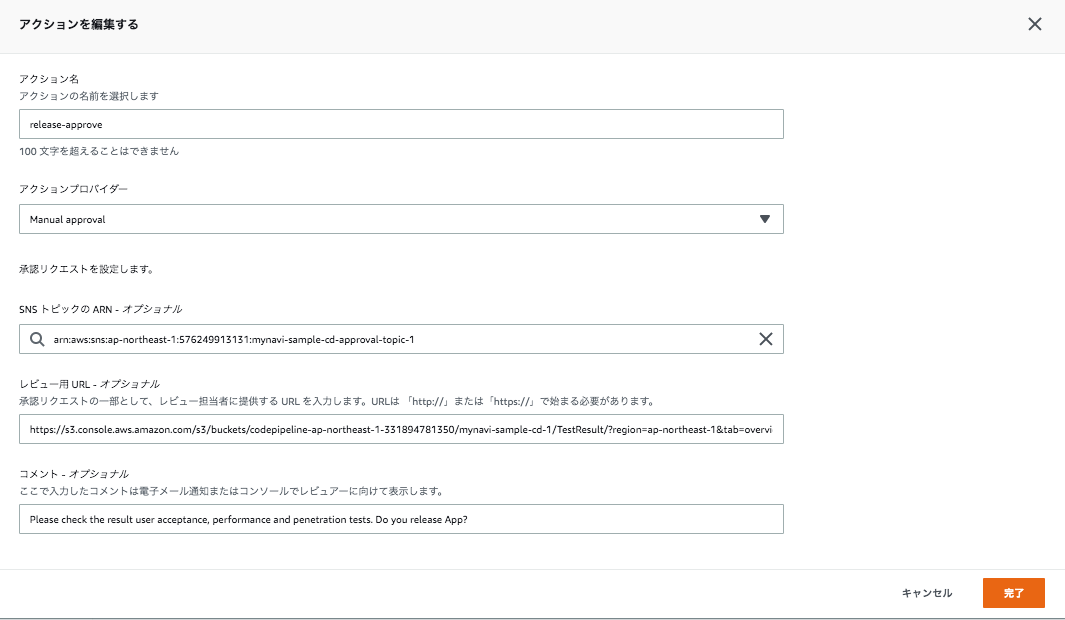 アクションを編集する
アクション名
アクションの名前を選択します
release-approve
100 文字を超えることはできません
アクションプロバイダー
Manual approval
承認リクエストを設定します。
SNS トピックの ARN - オプショナル
arn:aws:sns:ap-northeast-1:576249913131:mynavi-sample-cd-approval-topic-1
レビュー用 URL - オプショナル
承認リクエストの一部として、レビュー担当者に提供する URL を入力します。URLは 「http://」または「https://」で始まる必要があります。
https://s3.console.aws.amazon.com/s3/buckets/codepipeline-ap-northeast-1-331894781350/mynavi-sample-cd-1/TestResult/?region=ap-northeast-1&tab=overvi
コメント - オプショナル
ここで入力したコメントは電子メール通知またはコンソールでレビュアーに向けて表示します。
Please check the result user acceptance, performance and penetration tests. Do you release App?
キャンセル
完了